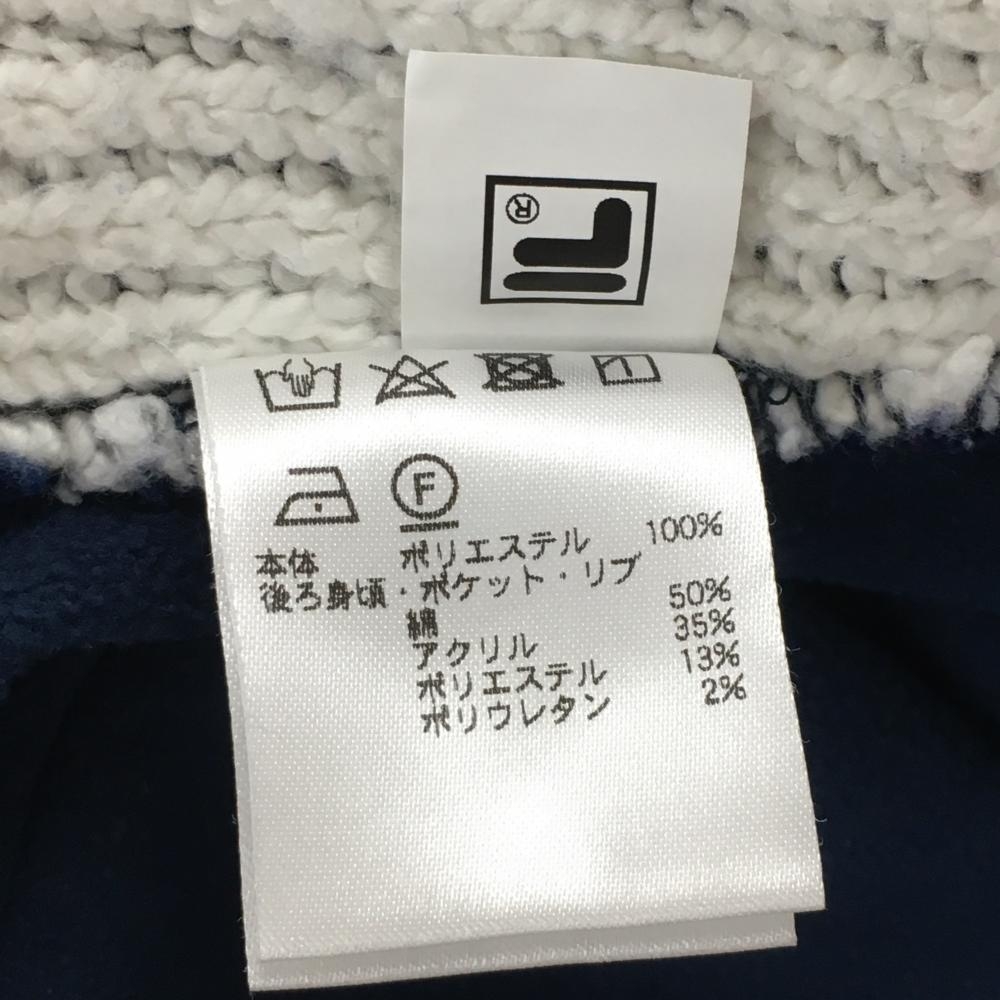 ®
F
本体 ポリエステル 100%
後ろ身頃・ポケット・リブ
綿 50%
アクリル 35%
ポリエステル 13%
ポリウレタン 2%